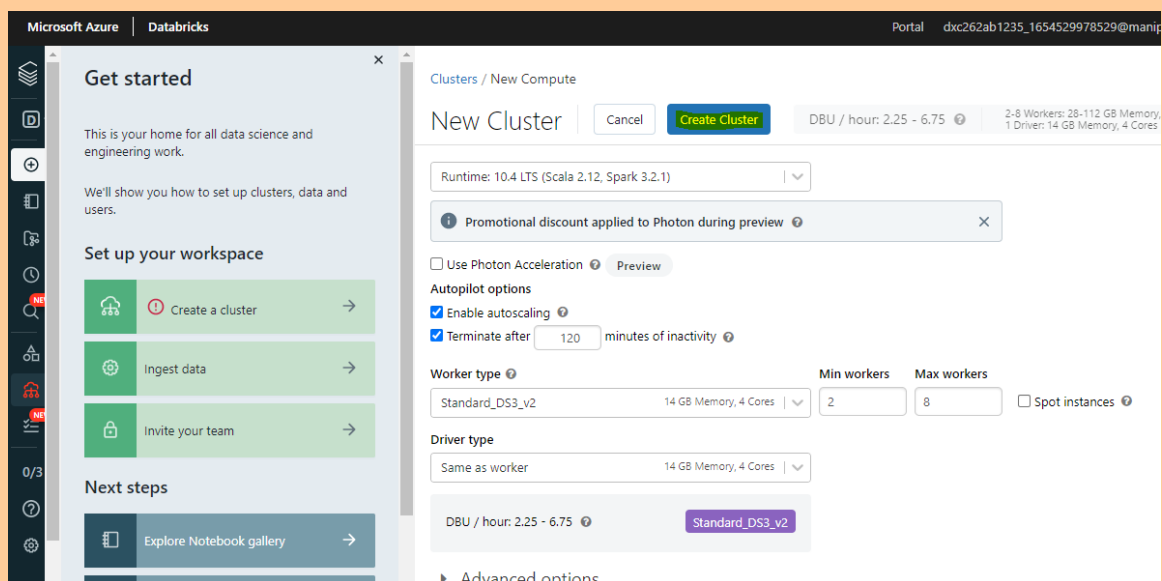 Microsoft Azure
Databricks
Portal
dxc262ab1235_1654529978529@manip
Get started
This is your home for all data science and
engineering work.
We'll show you how to set up clusters, data and
users.
Set up your workspace
Create a cluster
Ingest data
Invite your team
Next steps
Explore Notebook gallery
D
0/3
Clusters / New Compute
New Cluster
Cancel
Create Cluster
DBU / hour: 2.25 - 6.75
2-8 Workers: 28-112 GB Memory,
1 Driver: 14 GB Memory, 4 Cores
Runtime: 10.4 LTS (Scala 2.12, Spark 3.2.1)
Promotional discount applied to Photon during preview
Use Photon Acceleration
Preview
Autopilot options
Enable autoscaling
Terminate after 120 minutes of inactivity
Worker type
Min workers
Max workers
Standard_DS3_v2
14 GB Memory, 4 Cores
2
8
Spot instances
Driver type
Same as worker
14 GB Memory, 4 Cores
DBU / hour: 2.25 - 6.75
Standard_DS3_v2
Advanced options